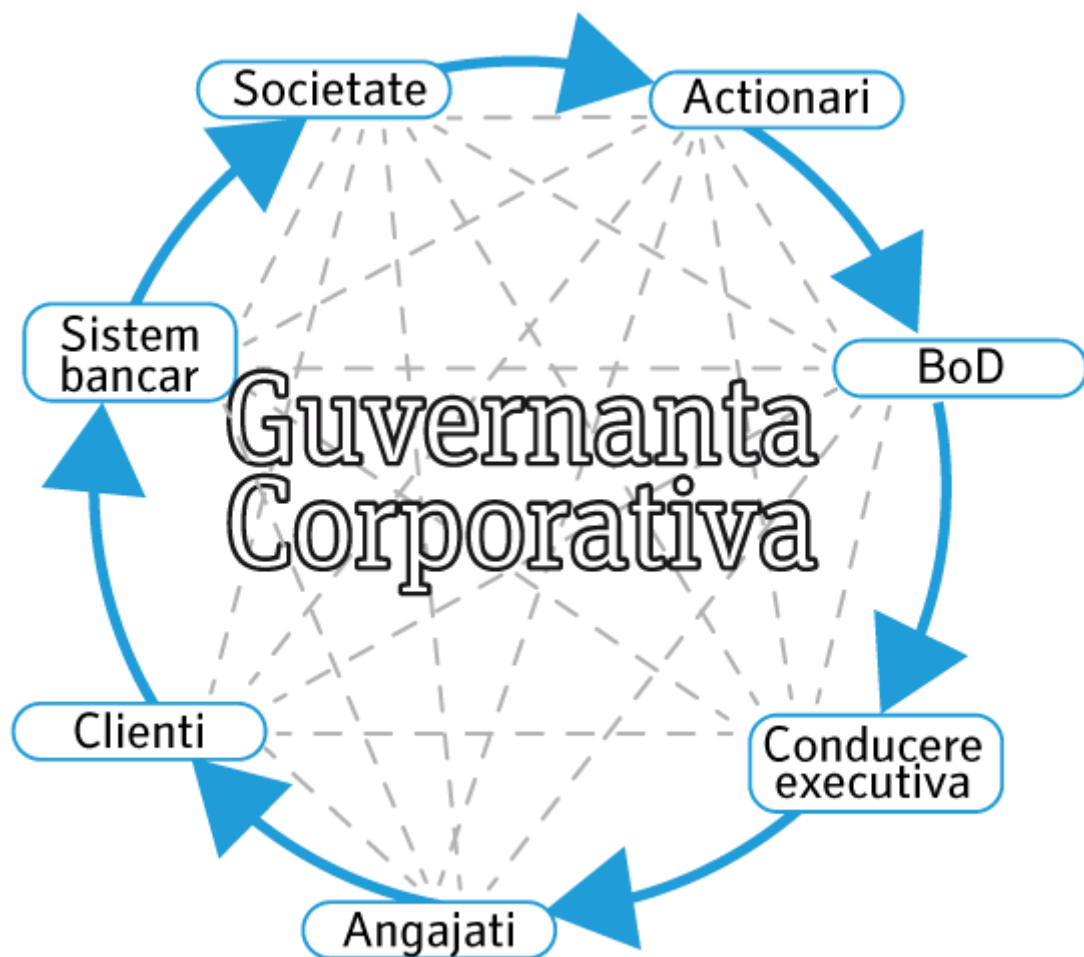 Societate
Actionari
Sistem
bancar
BoD
Guvernanta
Corporativa
Clienti
Conducere
executiva
Angajati